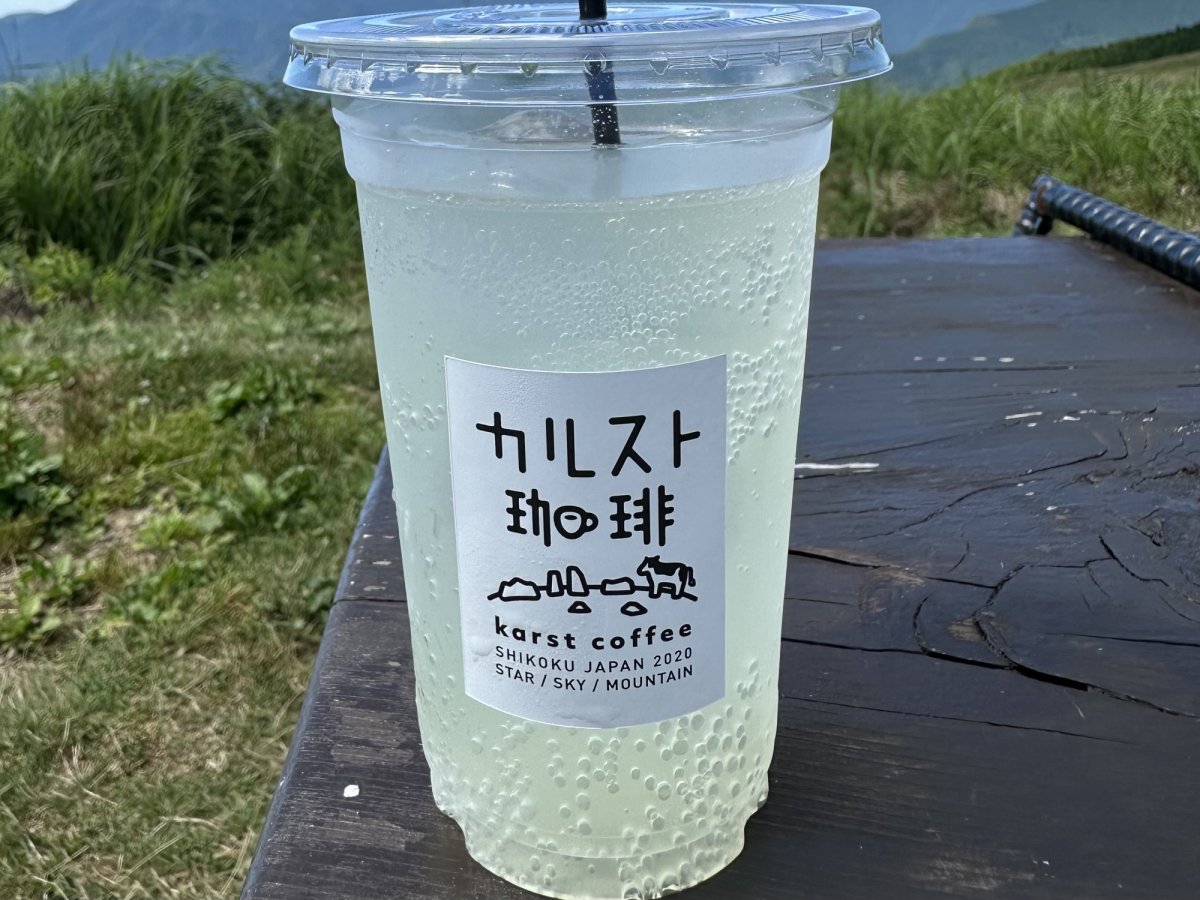 カルスト
珈琲
karst coffee
SHIKOKU JAPAN 2020
STAR / SKY / MOUNTAIN